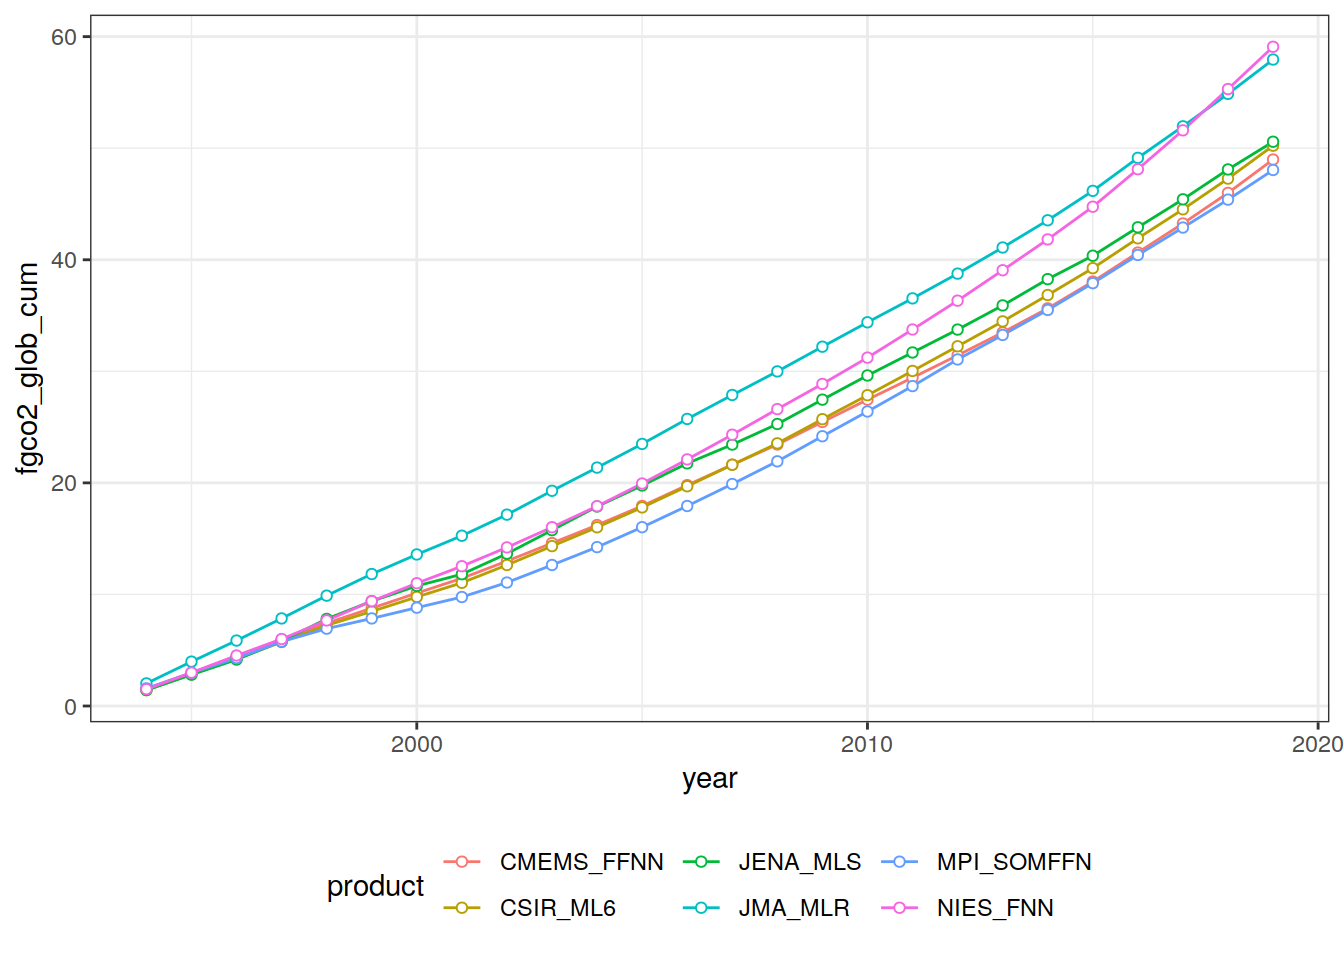 60
40
20
0
fgco2_glob_cum
2000 2010 2020
year
product
CMEMS_FFNN JENA_MLS MPI_SOMFFN
CSIR_ML6 JMA_MLR NIES_FNN